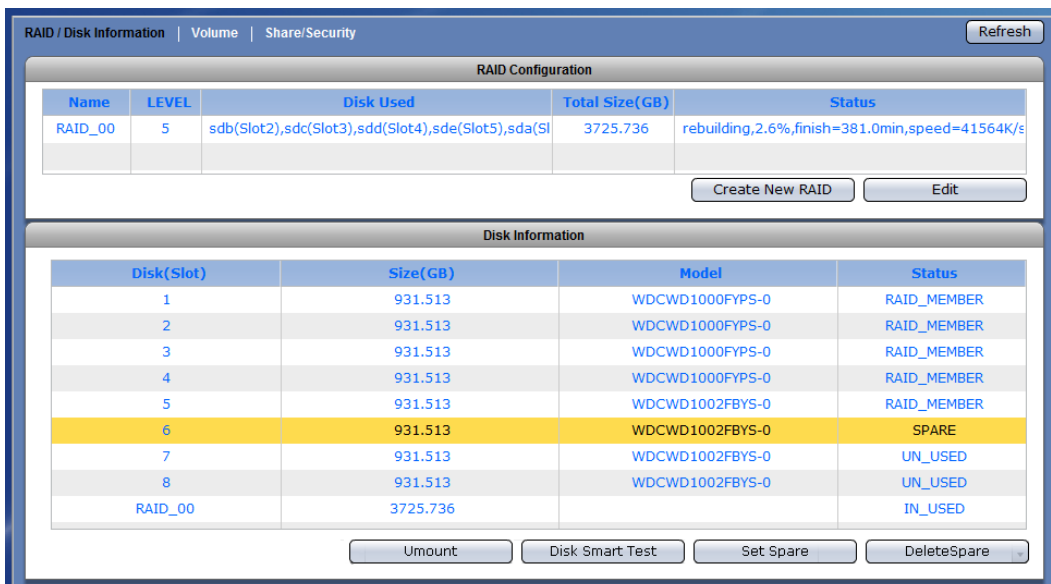 RAID / Disk Information | Volume | Share/Security Refresh
RAID Configuration
Name LEVEL Disk Used Total Size(GB) Status
RAID_00 5 sdb(Slot2),sdc(Slot3),sdd(Slot4),sde(Slot5),sda(Sl 3725.736 rebuilding,2.6%,finish=381.0min,speed=41564K/s
Create New RAID Edit
Disk Information
Disk(Slot) Size(GB) Model Status
1 931.513 WDCWD1000FYPS-0 RAID_MEMBER
2 931.513 WDCWD1000FYPS-0 RAID_MEMBER
3 931.513 WDCWD1000FYPS-0 RAID_MEMBER
4 931.513 WDCWD1000FYPS-0 RAID_MEMBER
5 931.513 WDCWD1002FBYS-0 RAID_MEMBER
6 931.513 WDCWD1002FBYS-0 SPARE
7 931.513 WDCWD1002FBYS-0 UN_USED
8 931.513 WDCWD1002FBYS-0 UN_USED
RAID_00 3725.736 IN_USED
Umount Disk Smart Test Set Spare DeleteSpare